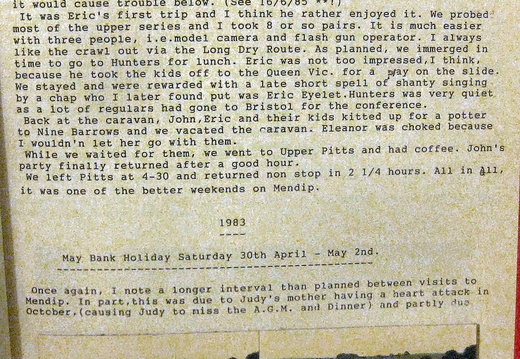 it would cause trouble below. (See 16/6/85 **!)
It was Eric's first trip and I think he rather enjoyed it. We probed
most of the upper series and I took 8 or so pairs. It is much easier
with three people, i.e.model camera and flash gun operator. I always
like the crawl out via the Long Dry Route. As planned, we immerged in
time to go to Hunters for lunch. Eric was not too impressed,I think,
because he took the kids off to the Queen Vic. for a play on the slide.
We stayed and were rewarded with a late short spell of shanty singing
by a chap who I later found put was Eric Eyelet.Hunters was very quiet
as a lot of regulars had gone to Bristol for the conference.
Back at the caravan, John,Eric and their kids kitted up for a potter
to Nine Barrows and we vacated the caravan. Eleanor was choked because
I wouldn't let her go with them.
While we waited for them, we went to Upper Pitts and had coffee. John's
party finally returned after a good hour.
We left Pitts at 4-30 and returned non stop in 2 1/4 hours. All in all,
it was one of the better weekends on Mendip.
1983
May Bank Holiday Saturday 30th April - May 2nd.
Once again, I note a longer interval than planned between visits to
Mendip. In part,this was due to Judy's mother having a heart attack in
October,(causing Judy to miss the A.G.M. and Dinner) and partly due